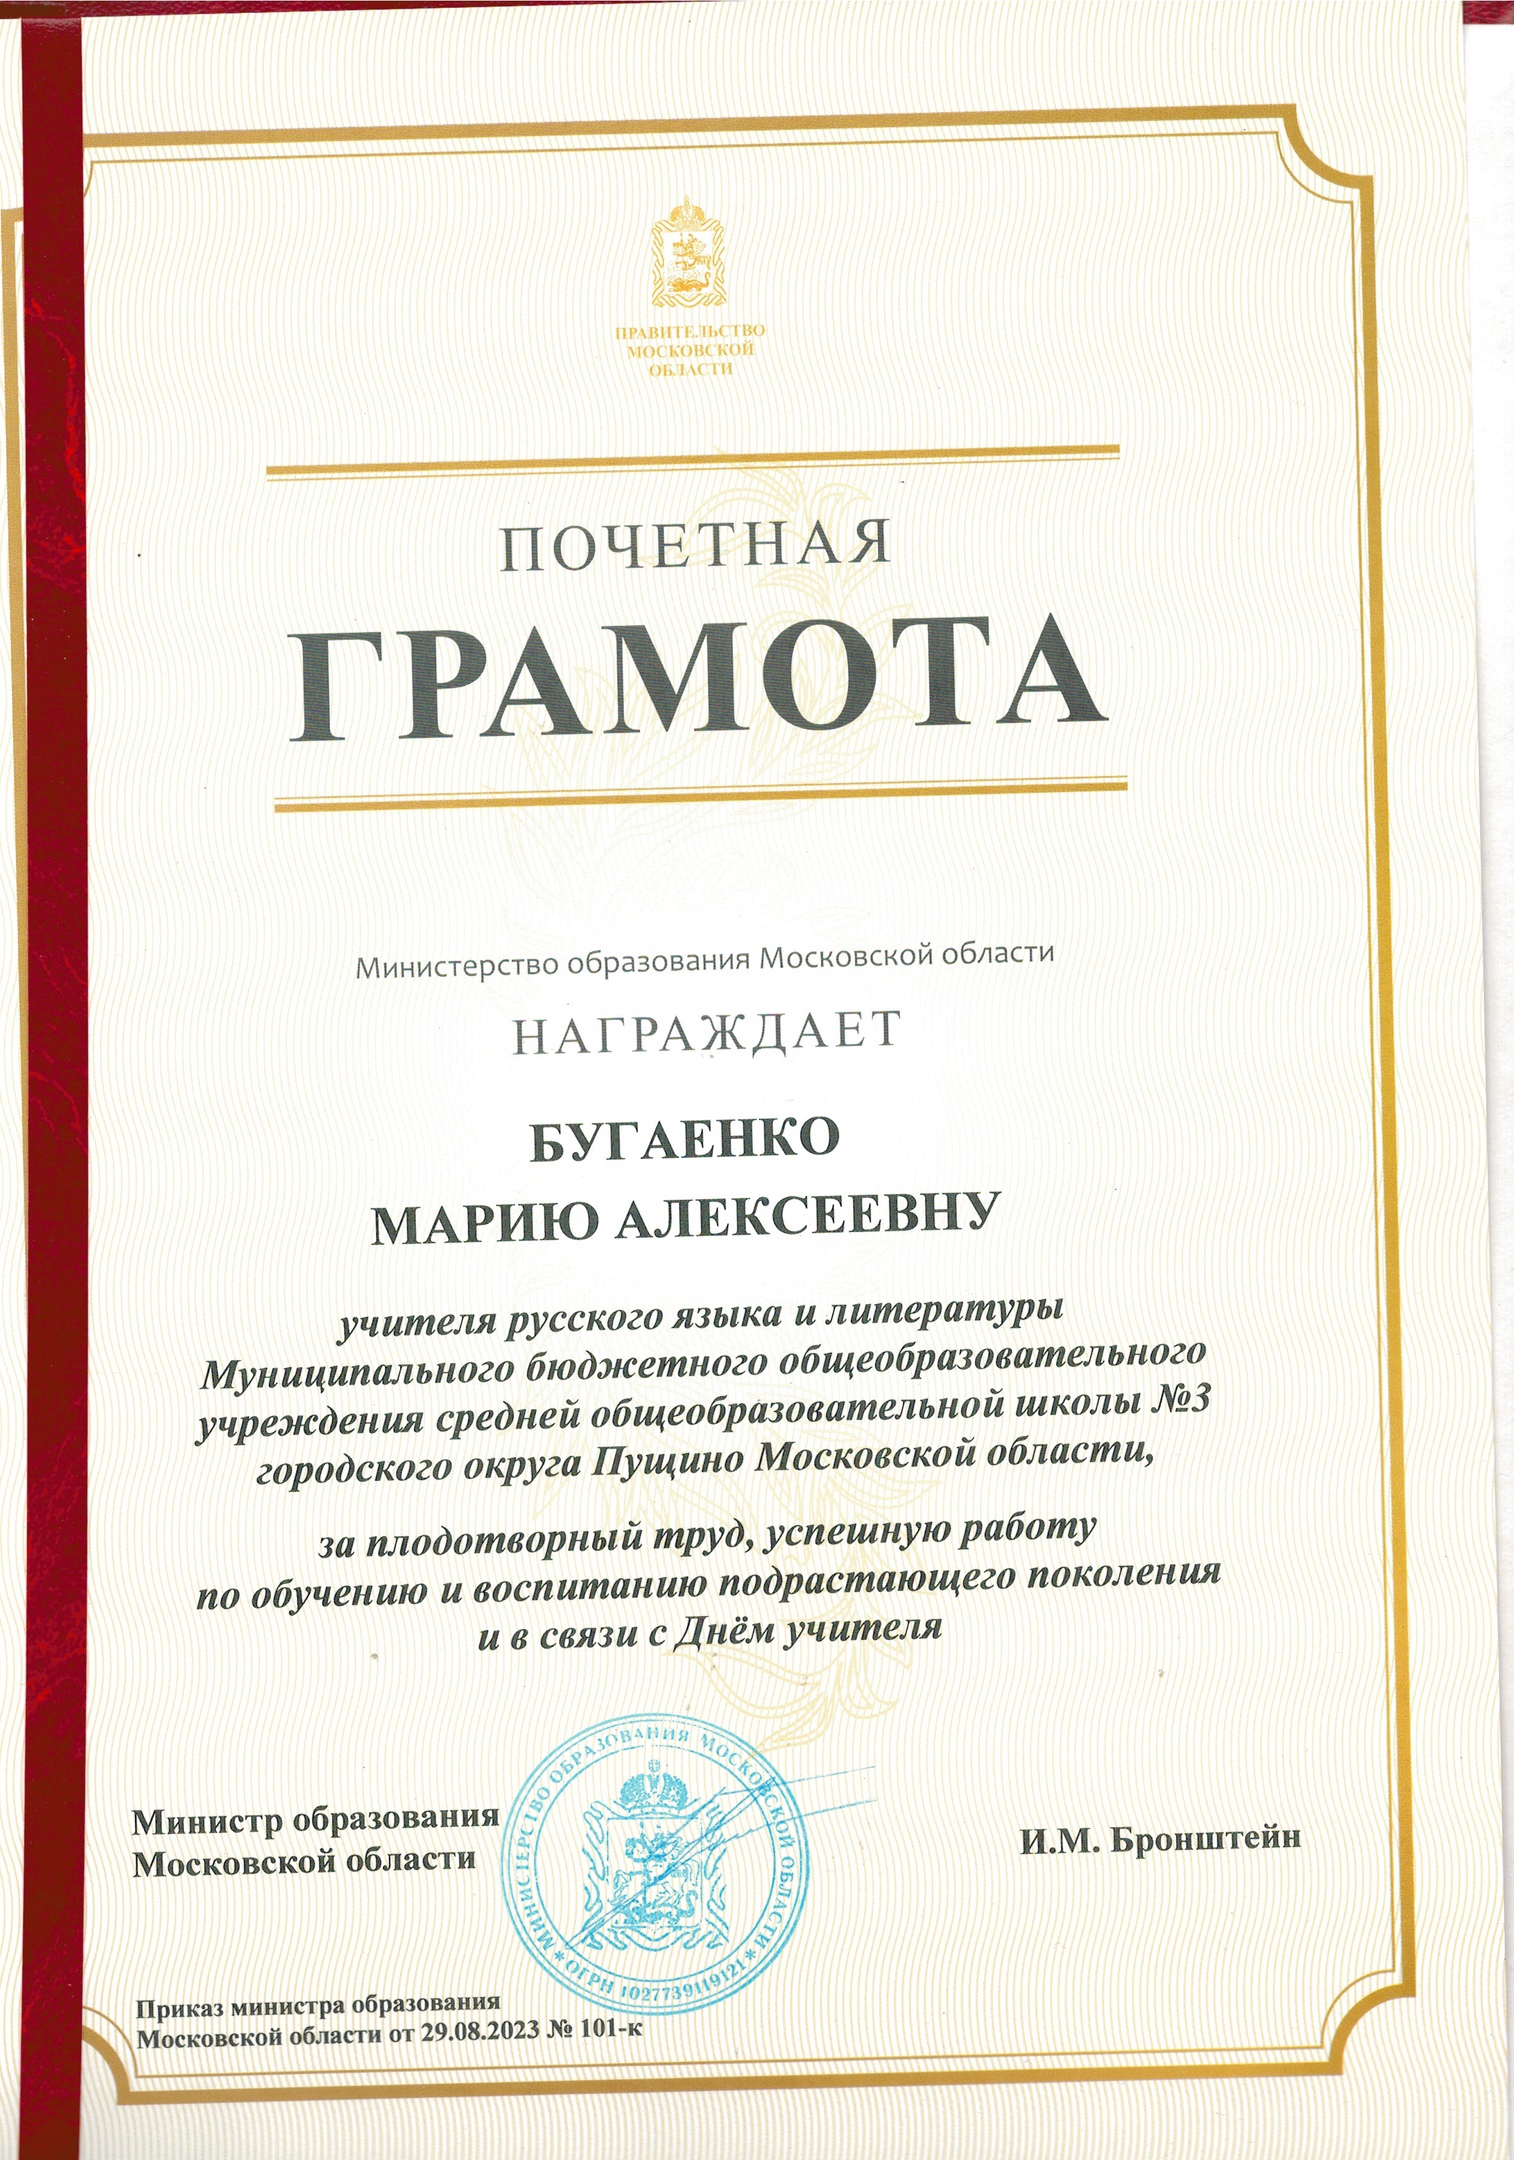 ПРАВИТЕЛЬСТВО
МОСКОВСКОЙ
ОБЛАСТИ
ПОЧЕТНАЯ
ГРАМОТА
Министерство образования Московской области
НАГРАЖДАЕТ
БУГАЕНКО
МАРИЮ АЛЕКСЕЕВНУ
учителя русского языка и литературы
Муниципального бюджетного общеобразовательного
учреждения средней общеобразовательной школы №3
городского округа Пущино Московской области,
за плодотворный труд, успешную работу
по обучению и воспитанию подрастающего поколения
и в связи с Днём учителя
Министр образования
Московской области
МИНИСТЕРСТВО ОБРАЗОВАНИЯ МОСКОВСКОЙ ОБЛАСТИ
* ОГРН 1027739119121 *
И.М. Бронштейн
Приказ министра образования
Московской области от 29.08.2023 № 101-к